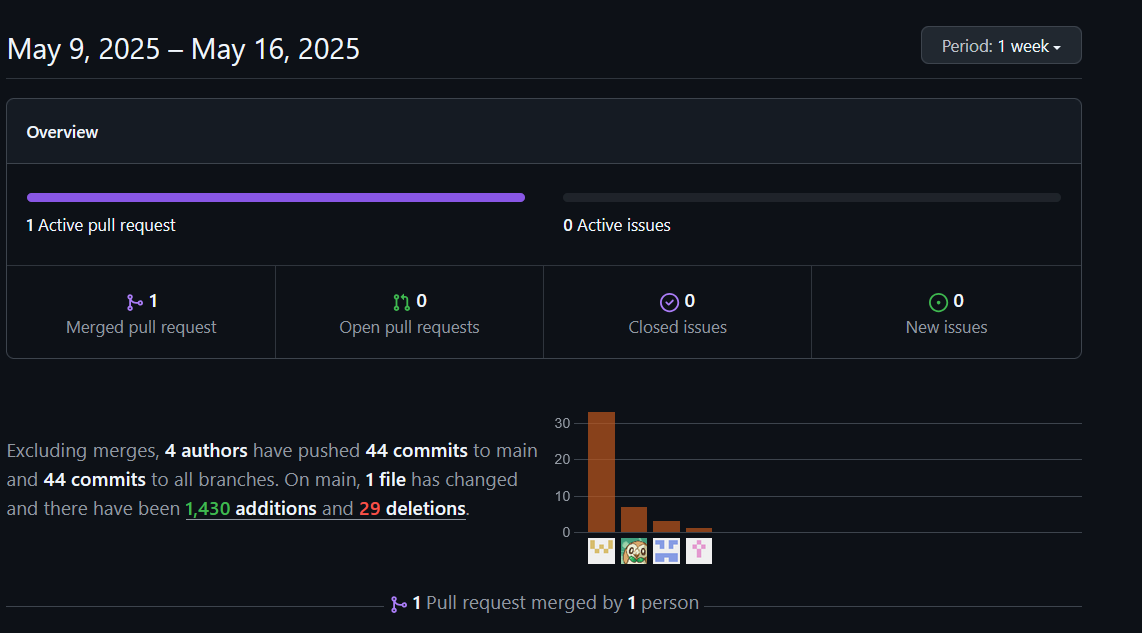 May 9, 2025 – May 16, 2025
Period: 1 week
Overview
1 Active pull request
0 Active issues
1
Merged pull request
0
Open pull requests
0
Closed issues
0
New issues
Excluding merges, 4 authors have pushed 44 commits to main
and 44 commits to all branches. On main, 1 file has changed
and there have been 1,430 additions and 29 deletions.
30
20
10
0
1 Pull request merged by 1 person